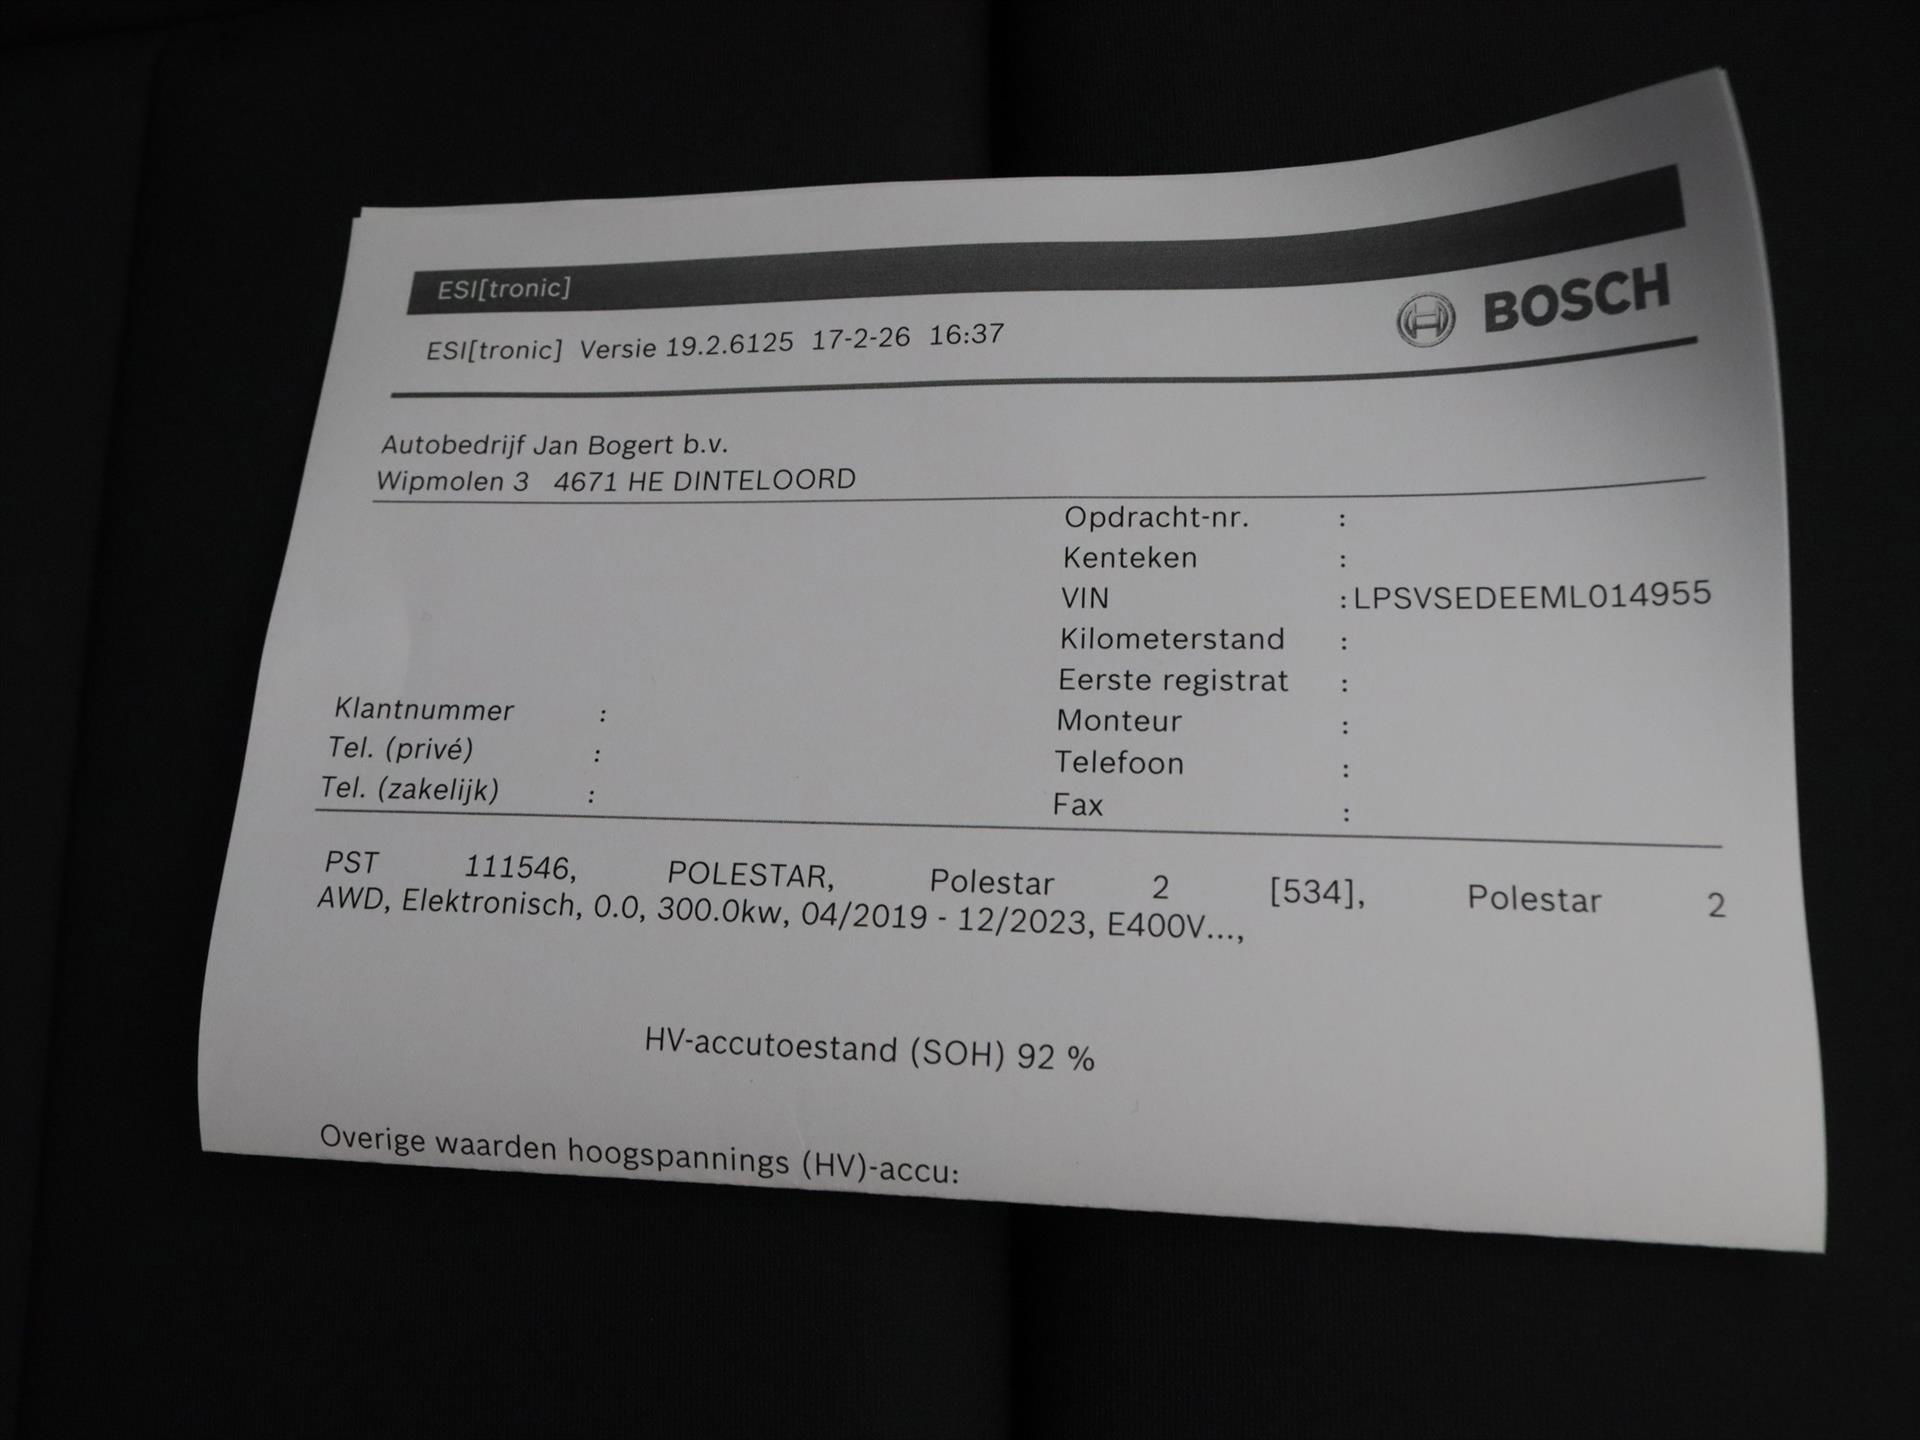 ESI[tronic]
BOSCH
ESI[tronic] Versie 19.2.6125 17-2-26 16:37
Autobedrijf Jan Bogert b.v.
Wipmolen 3 4671 HE DINTELOORD
Opdracht-nr. :
Kenteken :
VIN :LPSVSEDEEML014955
Kilometerstand :
Eerste registrat :
Monteur :
Telefoon :
Fax :
Klantnummer :
Tel. (privé) :
Tel. (zakelijk) :
PST 111546, POLESTAR, Polestar 2 [534], Polestar 2
AWD, Elektronisch, 0.0, 300.0kw, 04/2019 - 12/2023, E400V...,
HV-accutoestand (SOH) 92 %
Overige waarden hoogspannings (HV)-accu: